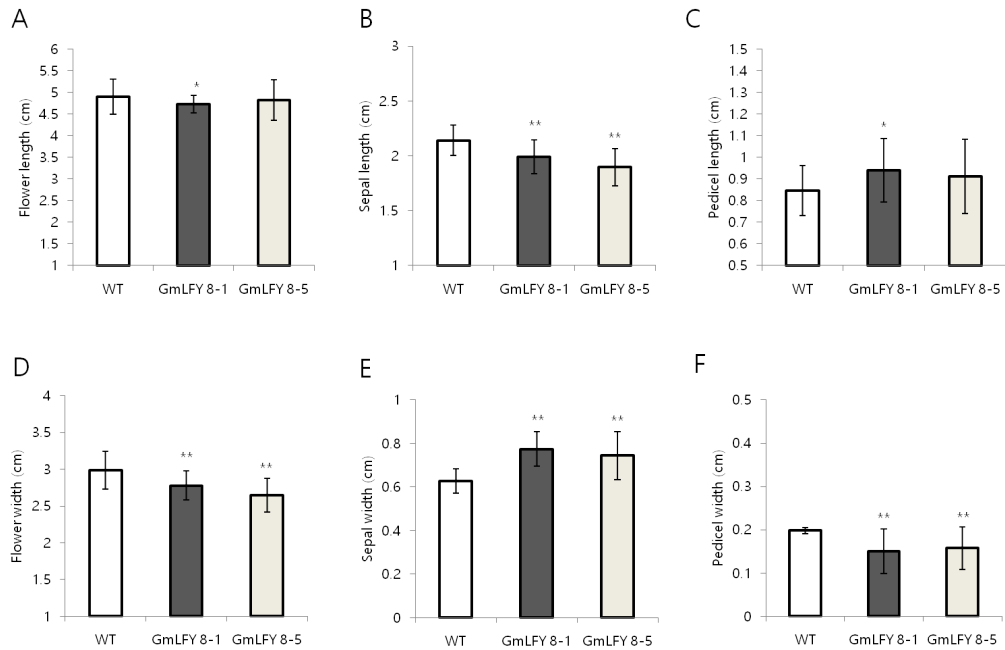 A
Flower length (cm)
6
5.5
5
4.5
4
3.5
3
2.5
2
1.5
1
*
WT
GmLFY 8-1
GmLFY 8-5
B
Sepal length (cm)
3
2.5
2
1.5
1
**
**
WT
GmLFY 8-1
GmLFY 8-5
C
Pedicel length (cm)
1.5
1.4
1.3
1.2
1.1
1
0.9
0.8
0.7
0.6
0.5
*
WT
GmLFY 8-1
GmLFY 8-5
D
Flower width (cm)
4
3.5
3
2.5
2
1.5
1
**
**
WT
GmLFY 8-1
GmLFY 8-5
E
Sepal width (cm)
1
0.8
0.6
0.4
0.2
0
**
**
WT
GmLFY 8-1
GmLFY 8-5
F
Pedicel width (cm)
0.5
0.4
0.3
0.2
0.1
0
**
**
WT
GmLFY 8-1
GmLFY 8-5